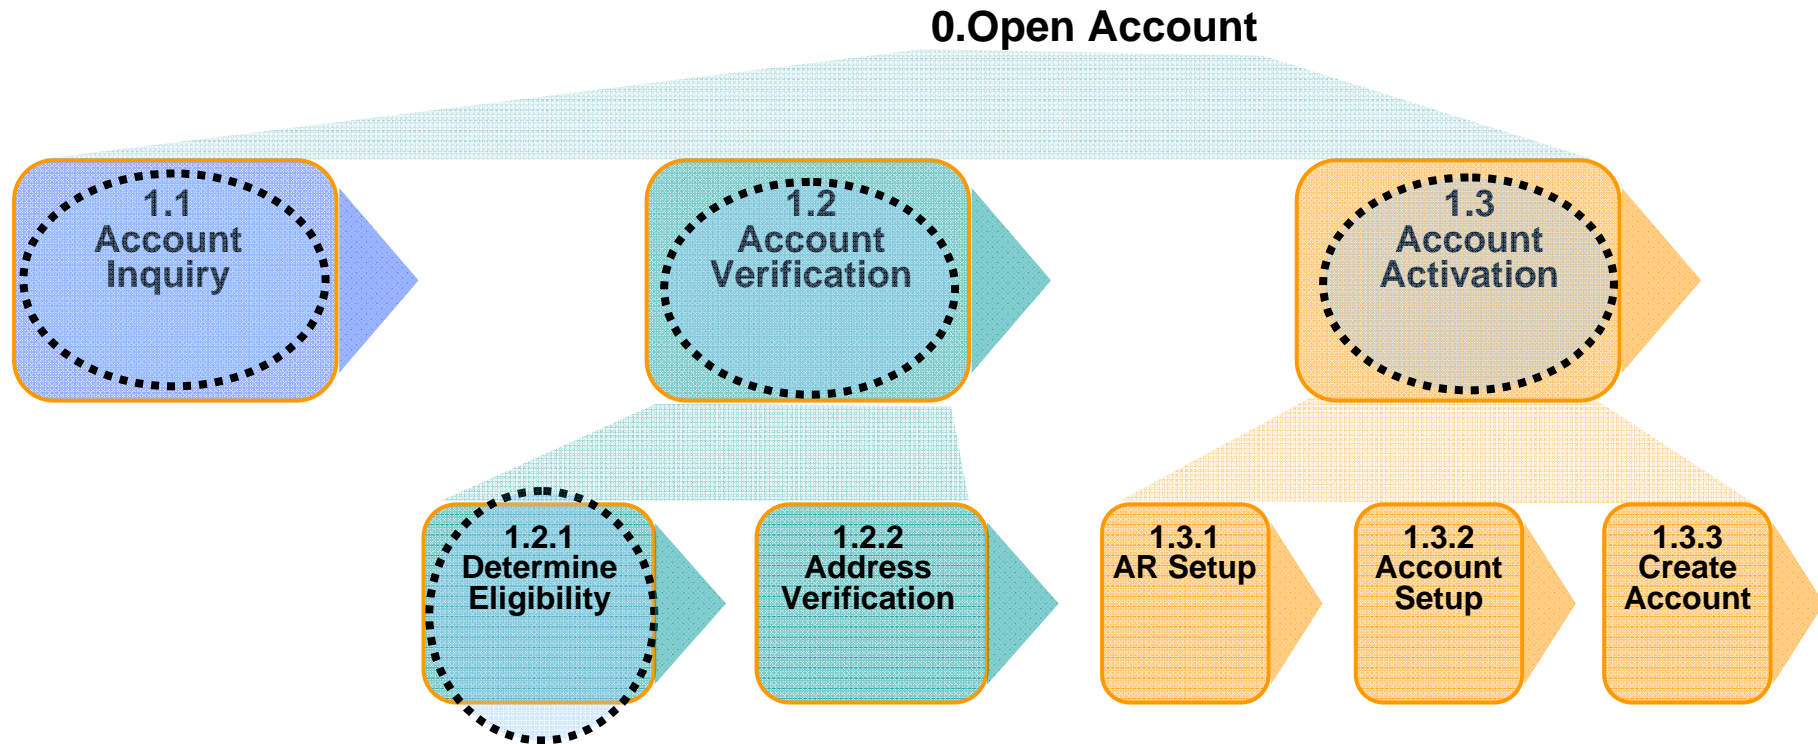 0.Open Account
1.1
Account
Inquiry
1.2
Account
Verification
1.3
Account
Activation
1.2.1
Determine
Eligibility
1.2.2
Address
Verification
1.3.1
AR Setup
1.3.2
Account
Setup
1.3.3
Create
Account